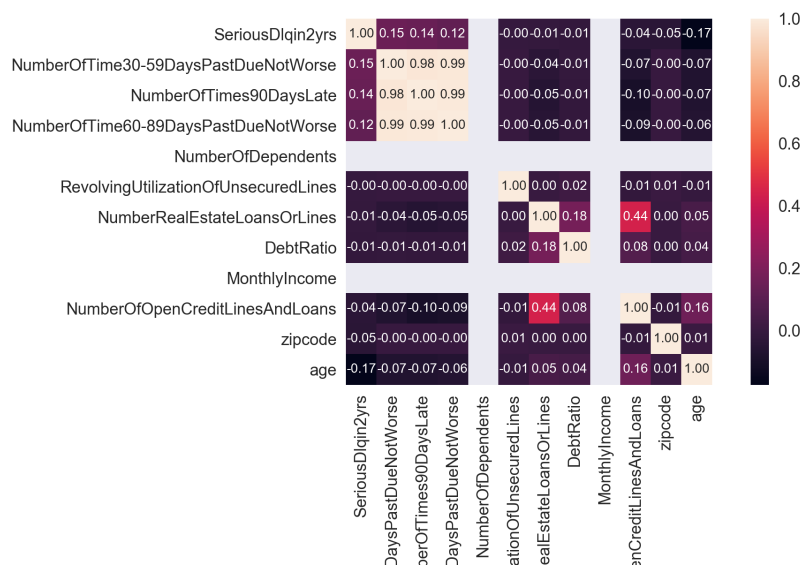 SeriousDlqin2yrs 1.00 0.15 0.14 0.12 -0.00 -0.01 -0.01 -0.04 -0.05 -0.17
NumberOfTime30-59DaysPastDueNotWorse 0.15 1.00 0.98 0.99 -0.00 -0.04 -0.01 -0.07 -0.00 -0.07
NumberOfTimes90DaysLate 0.14 0.98 1.00 0.99 -0.00 -0.05 -0.01 -0.10 -0.00 -0.07
NumberOfTime60-89DaysPastDueNotWorse 0.12 0.99 0.99 1.00 -0.00 -0.05 -0.01 -0.09 -0.00 -0.06
NumberOfDependents
RevolvingUtilizationOfUnsecuredLines -0.00 -0.00 -0.00 -0.00 1.00 0.00 0.02 -0.01 0.01 -0.01
NumberRealEstateLoansOrLines -0.01 -0.04 -0.05 -0.05 0.00 1.00 0.18 0.44 0.00 0.05
DebtRatio -0.01 -0.01 -0.01 -0.01 0.02 0.18 1.00 0.08 0.00 0.04
MonthlyIncome
NumberOfOpenCreditLinesAndLoans -0.04 -0.07 -0.10 -0.09 -0.01 0.44 0.08 1.00 -0.01 0.16
zipcode -0.05 -0.00 -0.00 -0.00 0.01 0.00 0.00 -0.01 1.00 0.01
age -0.17 -0.07 -0.07 -0.06 -0.01 0.05 0.04 0.16 0.01 1.00
SeriousDlqin2yrs
DaysPastDueNotWorse
berOfTimes90DaysLate
DaysPastDueNotWorse
NumberOfDependents
ationOfUnsecuredLines
ealEstateLoansOrLines
DebtRatio
MonthlyIncome
enCreditLinesAndLoans
zipcode
age
1.0
0.8
0.6
0.4
0.2
0.0